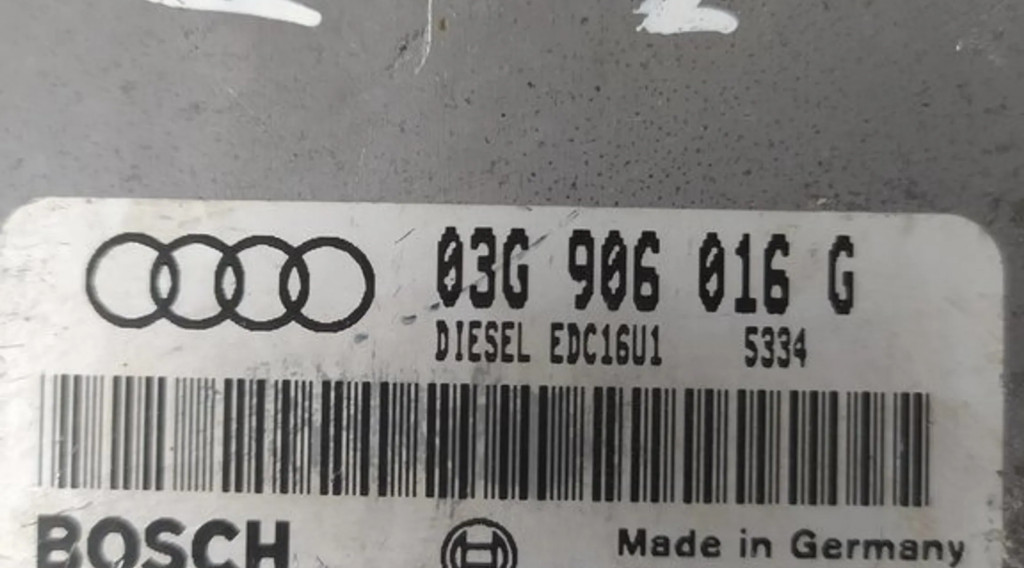 03G 906 016 G
DIESEL EDC16U1 5334
BOSCH
Made in Germany